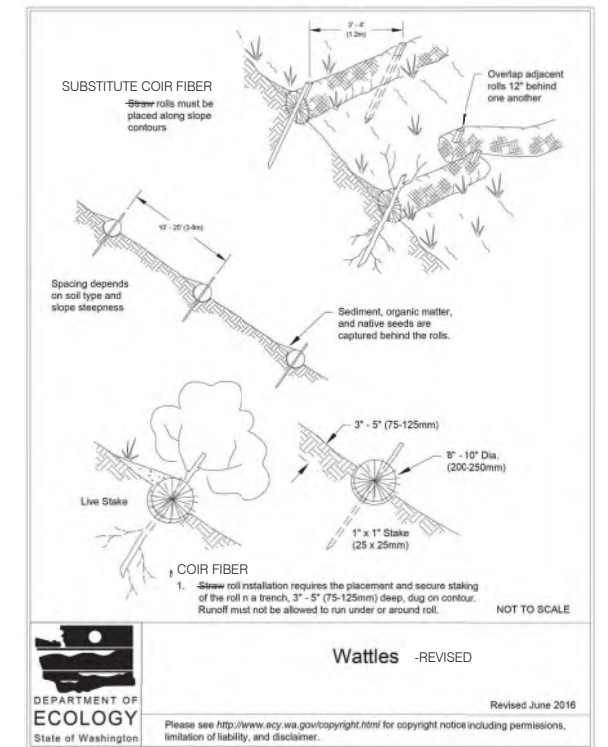 3' - 4'
(1.2m)
SUBSTITUTE COIR FIBER
Straw rolls must be
placed along slope
contours
Overlap adjacent
rolls 12" behind
one another
10' - 25' (3-8m)
Spacing depends
on soil type and
slope steepness
Sediment, organic matter,
and native seeds are
captured behind the rolls.
3" - 5" (75-125mm)
8" - 10" Dia.
(200-250mm)
Live Stake
1" x 1" Stake
(25 x 25mm)
COIR FIBER
1. Straw roll installation requires the placement and secure staking
of the roll n a trench, 3" - 5" (75-125mm) deep, dug on contour.
Runoff must not be allowed to run under or around roll.
NOT TO SCALE
Wattles -REVISED
DEPARTMENT OF
ECOLOGY
State of Washington
Revised June 2016
Please see http://www.ecy.wa.gov/copyright.html for copyright notice including permissions,
limitation of liability, and disclaimer.